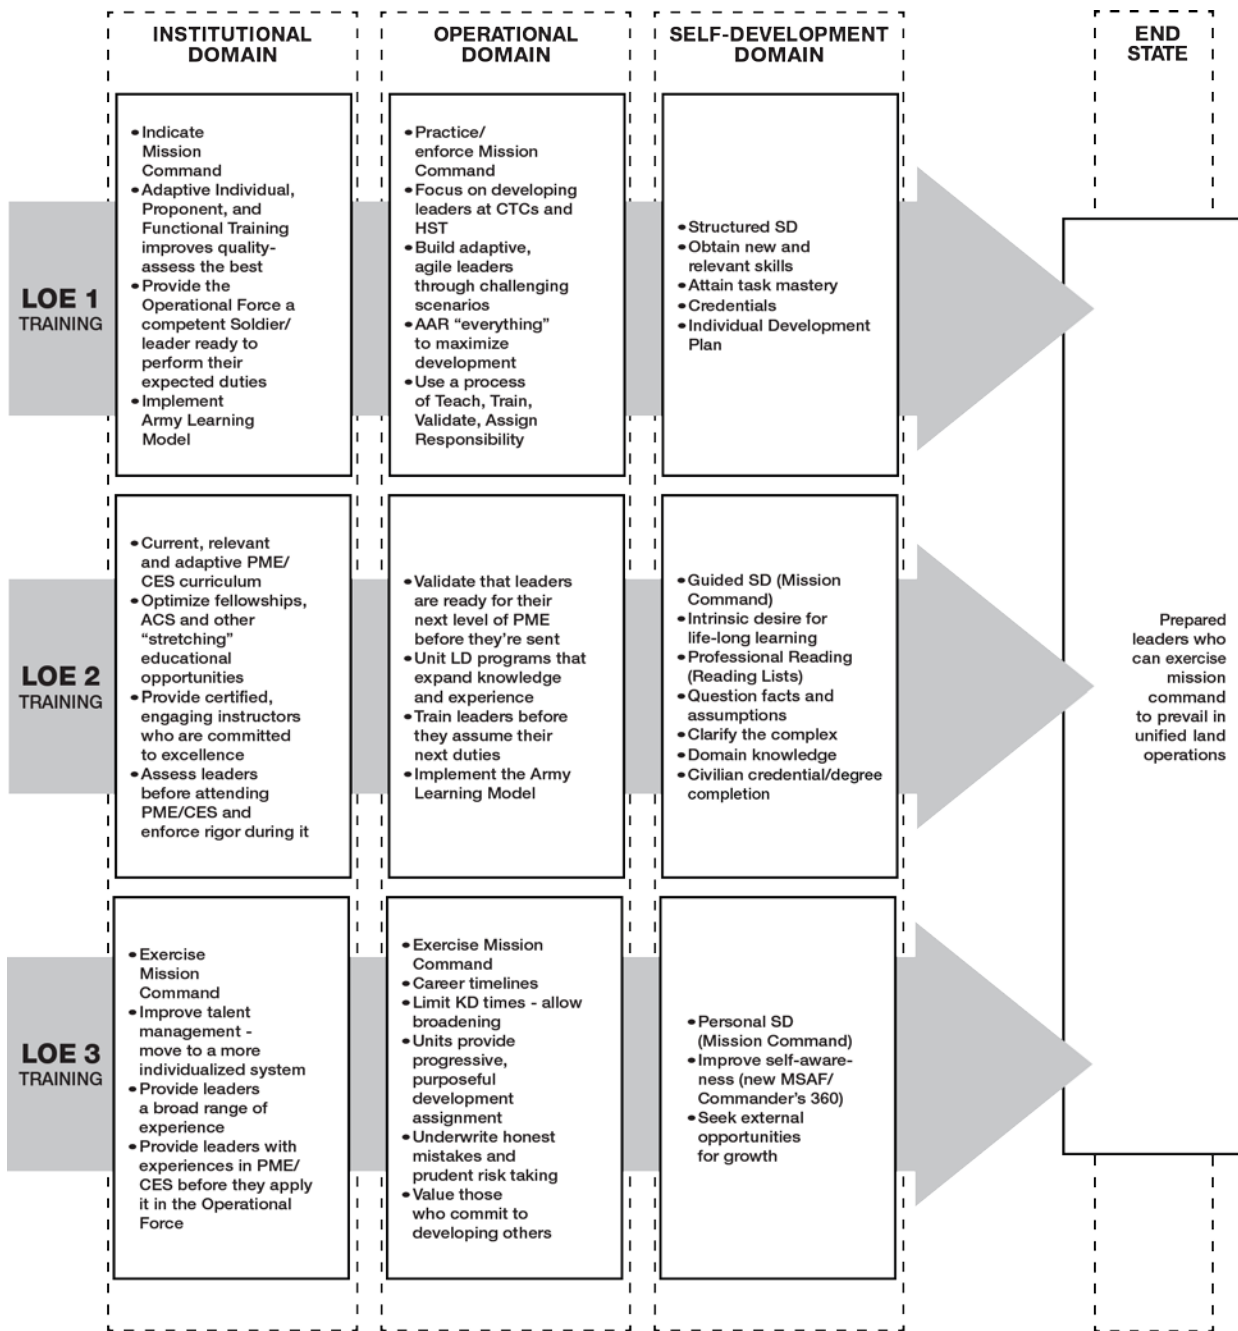 INSTITUTIONAL
DOMAIN
OPERATIONAL
DOMAIN
SELF-DEVELOPMENT
DOMAIN
END
STATE
LOE 1
TRAINING
• Indicate
Mission
Command
• Adaptive Individual,
Proponent, and
Functional Training
improves quality-
assess the best
• Provide the
Operational Force a
competent Soldier/
leader ready to
perform their
expected duties
• Implement
Army Learning
Model
• Practice/
enforce Mission
Command
• Focus on developing
leaders at CTCs and
HST
• Build adaptive,
agile leaders
through challenging
scenarios
• AAR “everything”
to maximize
development
• Use a process
of Teach, Train,
Validate, Assign
Responsibility
• Structured SD
• Obtain new and
relevant skills
• Attain task mastery
• Credentials
• Individual Development
Plan
LOE 2
TRAINING
• Current, relevant
and adaptive PME/
CES curriculum
• Optimize fellowships,
ACS and other
“stretching”
educational
opportunities
• Provide certified,
engaging instructors
who are committed
to excellence
• Assess leaders
before attending
PME/CES and
enforce rigor during it
• Validate that leaders
are ready for their
next level of PME
before they’re sent
• Unit LD programs that
expand knowledge
and experience
• Train leaders before
they assume their
next duties
• Implement the Army
Learning Model
• Guided SD (Mission
Command)
• Intrinsic desire for
life-long learning
• Professional Reading
(Reading Lists)
• Question facts and
assumptions
• Clarify the complex
• Domain knowledge
• Civilian credential/degree
completion
Prepared
leaders who
can exercise
mission
command
to prevail in
unified land
operations
LOE 3
TRAINING
• Exercise
Mission
Command
• Improve talent
management -
move to a more
individualized system
• Provide leaders
a broad range of
experience
• Provide leaders with
experiences in PME/
CES before they apply
it in the Operational
Force
• Exercise Mission
Command
• Career timelines
• Limit KD times - allow
broadening
• Units provide
progressive,
purposeful
development
assignment
• Underwrite honest
mistakes and
prudent risk taking
• Value those
who commit to
developing others
• Personal SD
(Mission Command)
• Improve self-aware-
ness (new MSAF/
Commander’s 360)
• Seek external
opportunities
for growth